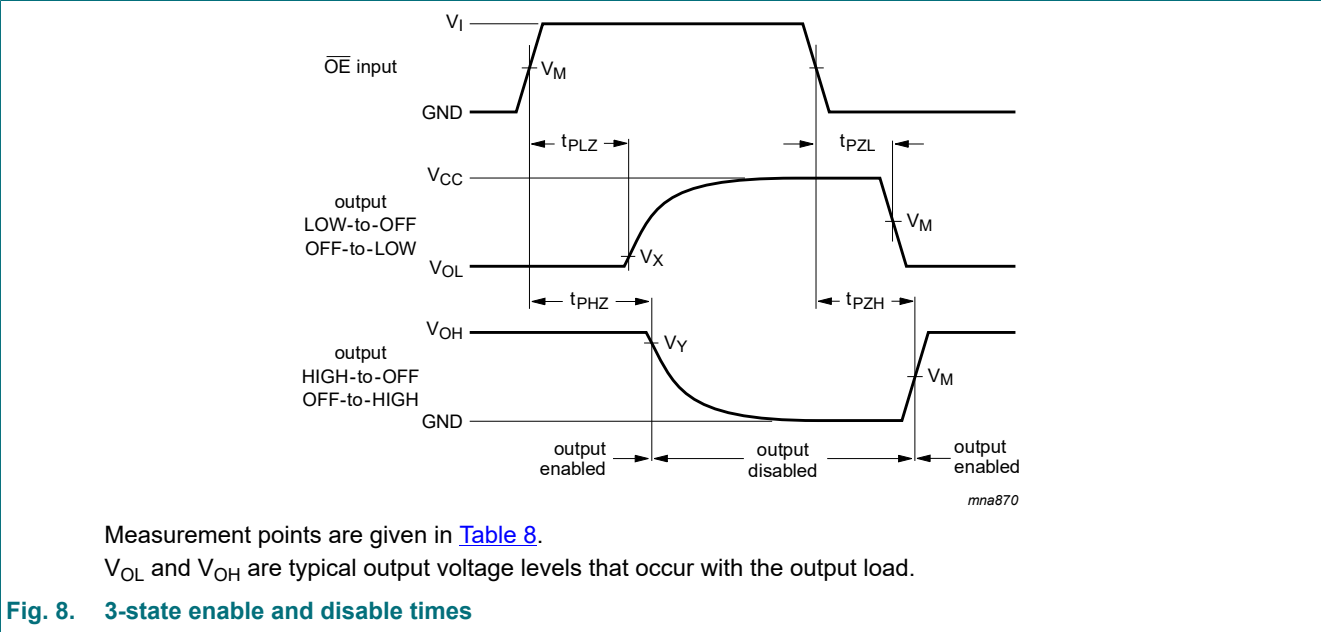 VI
OE input
VM
GND
tPLZ
tPZL
VCC
output
LOW-to-OFF
OFF-to-LOW
VM
VX
VOL
tPHZ
tPZH
VOH
output
HIGH-to-OFF
OFF-to-HIGH
VY
VM
GND
output
enabled
output
disabled
output
enabled
mna870
Measurement points are given in Table 8.
VOL and VOH are typical output voltage levels that occur with the output load.
Fig. 8. 3-state enable and disable times